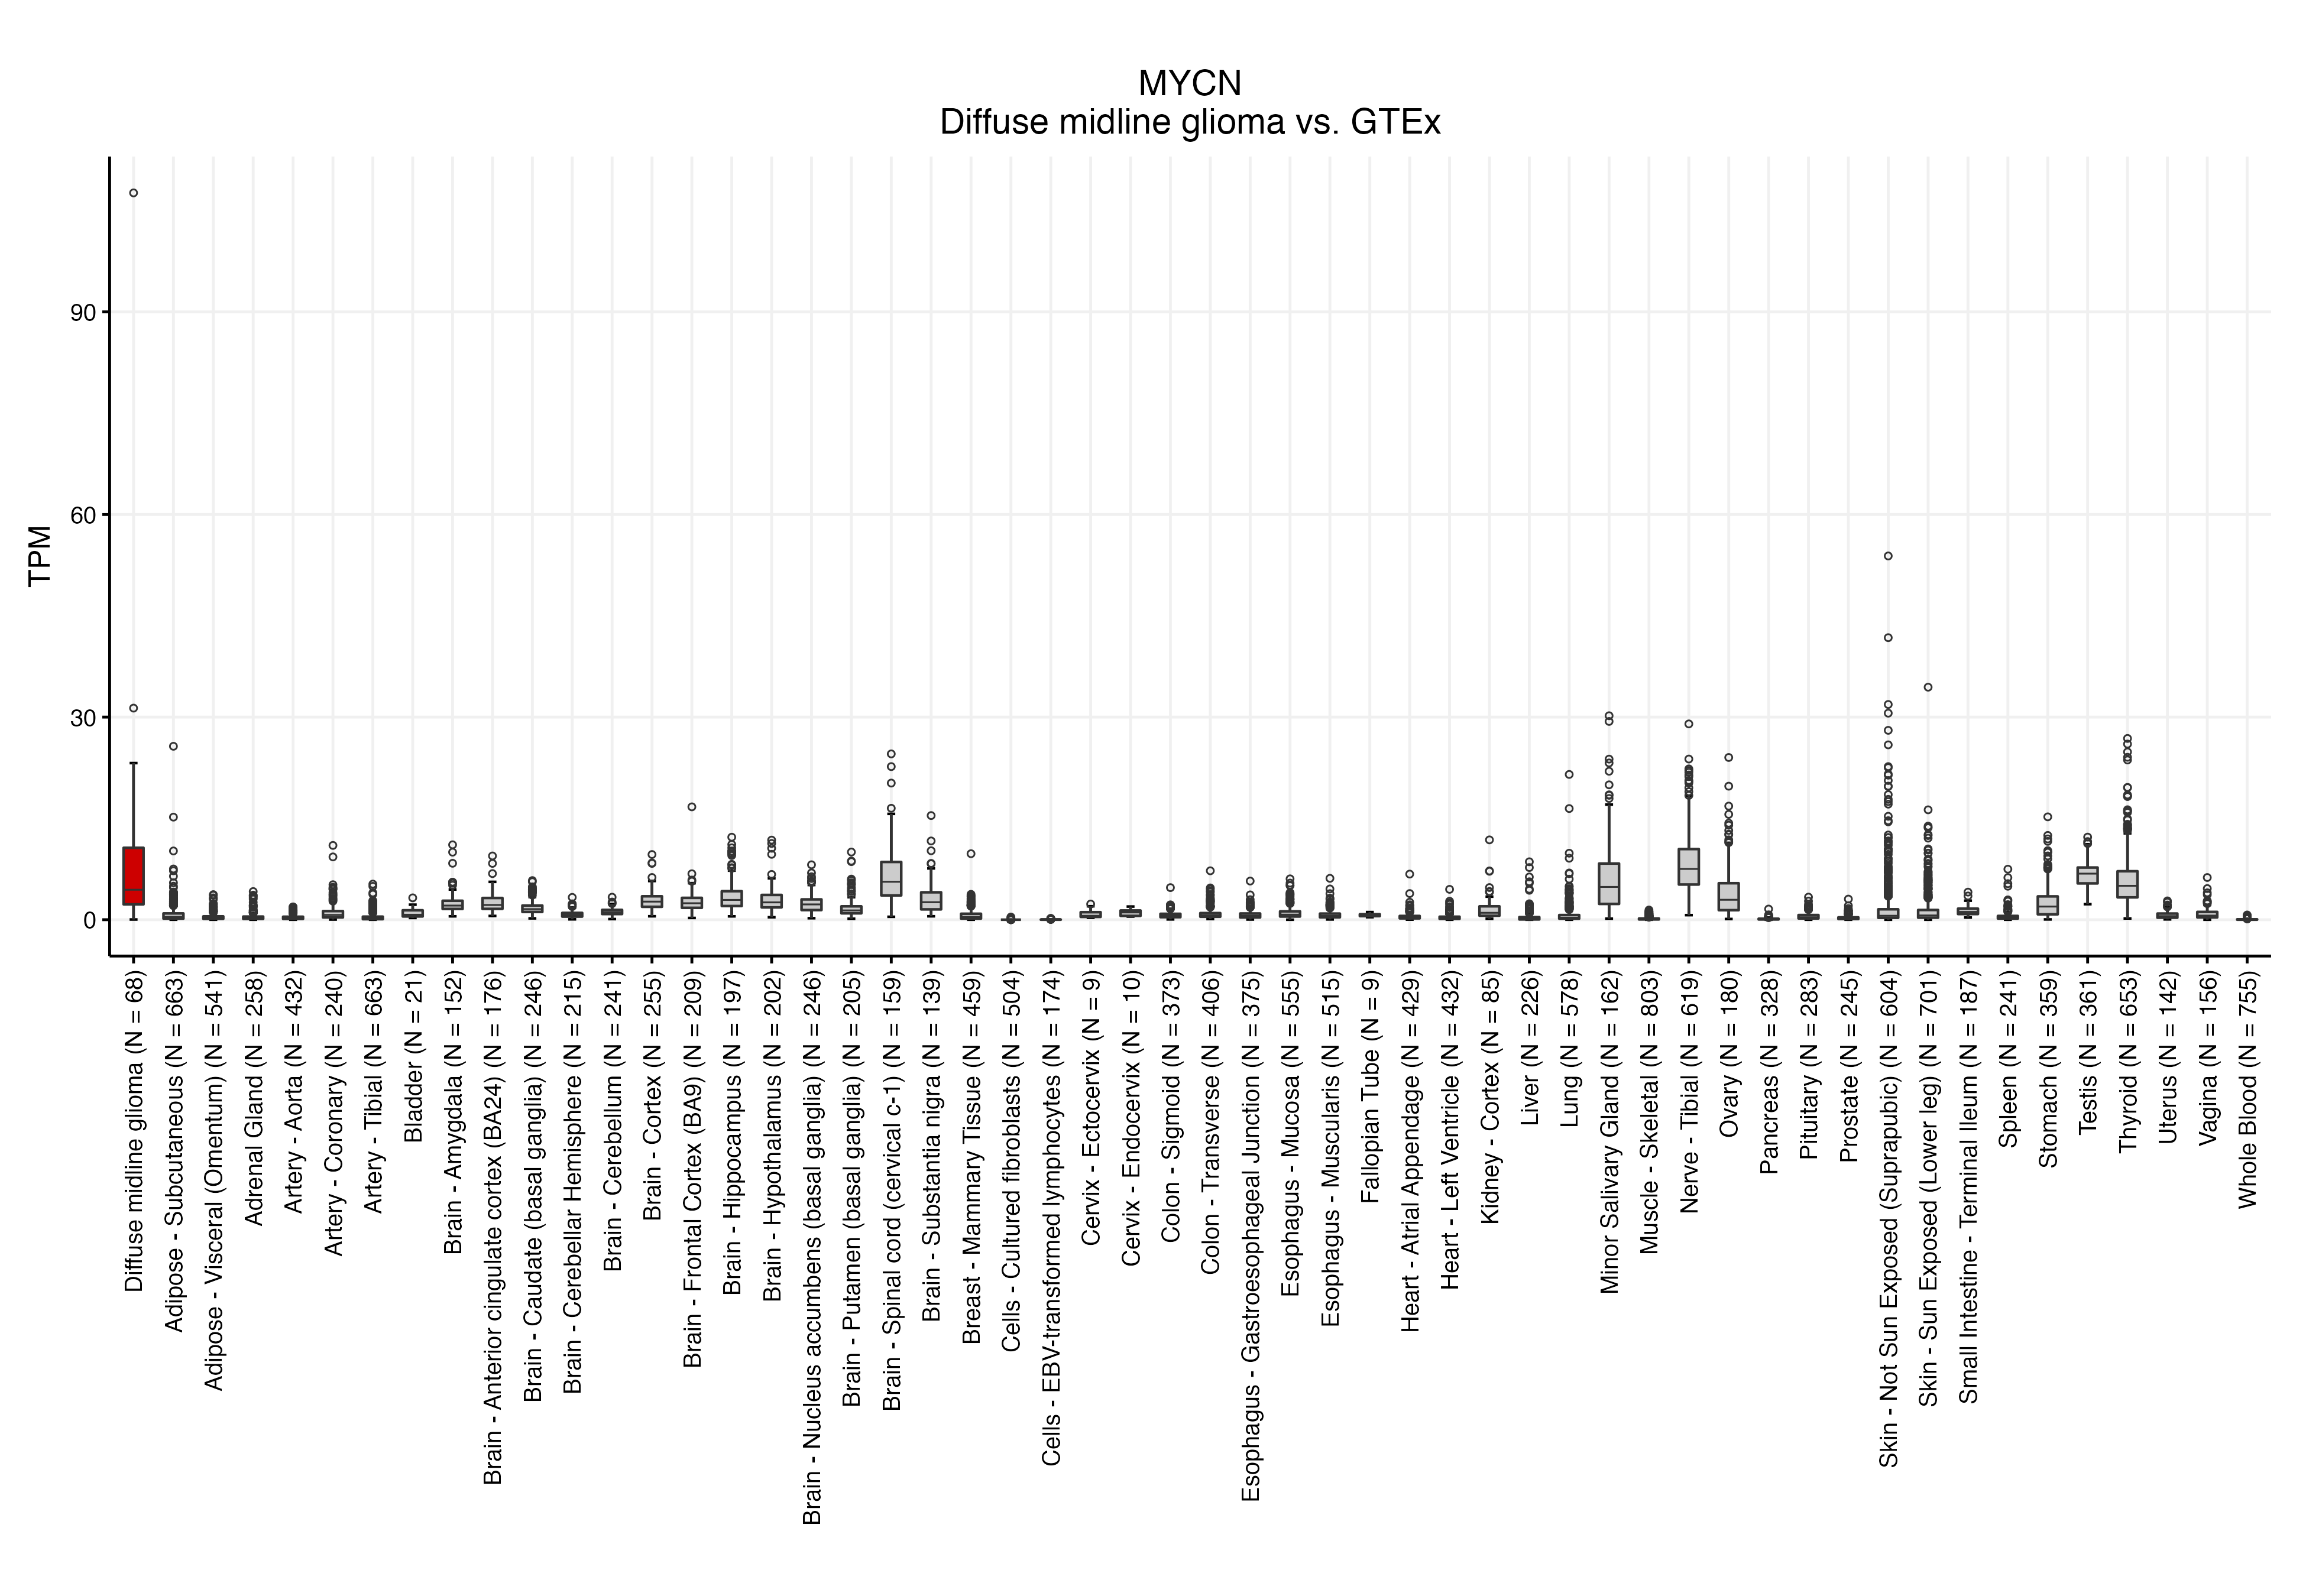 MYCN
Diffuse midline glioma vs. GTEx
TPM
90
60
30
0
Diffuse midline glioma (N = 68)
Adipose - Subcutaneous (N = 663)
Adipose - Visceral (Omentum) (N = 541)
Adrenal Gland (N = 258)
Artery - Aorta (N = 432)
Artery - Coronary (N = 240)
Artery - Tibial (N = 663)
Bladder (N = 21)
Brain - Amygdala (N = 152)
Brain - Anterior cingulate cortex (BA24) (N = 176)
Brain - Caudate (basal ganglia) (N = 246)
Brain - Cerebellar Hemisphere (N = 215)
Brain - Cerebellum (N = 241)
Brain - Cortex (N = 255)
Brain - Frontal Cortex (BA9) (N = 209)
Brain - Hippocampus (N = 197)
Brain - Hypothalamus (N = 202)
Brain - Nucleus accumbens (basal ganglia) (N = 246)
Brain - Putamen (basal ganglia) (N = 205)
Brain - Spinal cord (cervical c-1) (N = 159)
Brain - Substantia nigra (N = 139)
Breast - Mammary Tissue (N = 459)
Cells - Cultured fibroblasts (N = 504)
Cells - EBV-transformed lymphocytes (N = 174)
Cervix - Ectocervix (N = 9)
Cervix - Endocervix (N = 10)
Colon - Sigmoid (N = 373)
Colon - Transverse (N = 406)
Esophagus - Gastroesophageal Junction (N = 375)
Esophagus - Mucosa (N = 555)
Esophagus - Muscularis (N = 515)
Fallopian Tube (N = 9)
Heart - Atrial Appendage (N = 429)
Heart - Left Ventricle (N = 432)
Kidney - Cortex (N = 85)
Liver (N = 226)
Lung (N = 578)
Minor Salivary Gland (N = 162)
Muscle - Skeletal (N = 803)
Nerve - Tibial (N = 619)
Ovary (N = 180)
Pancreas (N = 328)
Pituitary (N = 283)
Prostate (N = 245)
Skin - Not Sun Exposed (Suprapubic) (N = 604)
Skin - Sun Exposed (Lower leg) (N = 701)
Small Intestine - Terminal Ileum (N = 187)
Spleen (N = 241)
Stomach (N = 359)
Testis (N = 361)
Thyroid (N = 653)
Uterus (N = 142)
Vagina (N = 156)
Whole Blood (N = 755)